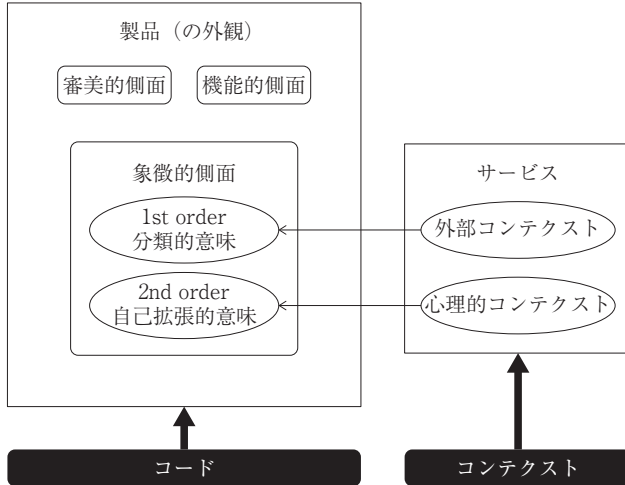 製品（の外観）
審美的側面
機能的側面
象徴的側面
1st order
分類的意味
2nd order
自己拡張的意味
サービス
外部コンテクスト
心理的コンテクスト
コード
コンテクスト